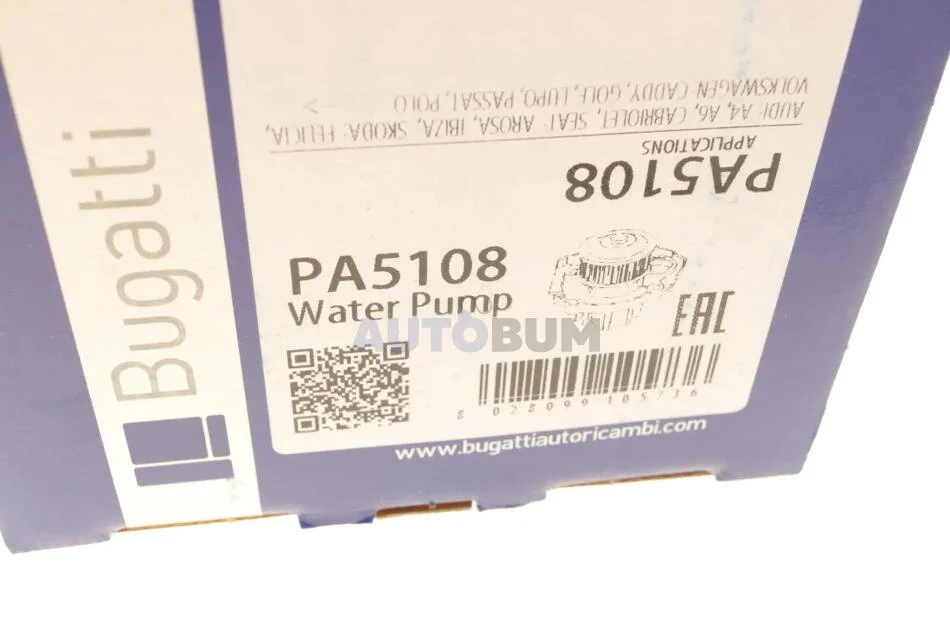 Bugatti
PA5108
APPLICATIONS
AUDI: A4, A6, CABRIOLET, SEAT: AROSA, IBIZA, SKODA: FELICIA,
VOLKSWAGEN: CADDY, GOLF, LUPO, PASSAT, POLO
PA5108
Water Pump
EAC
AUTOBUM
8 028099 105736
www.bugattiautoricambi.com